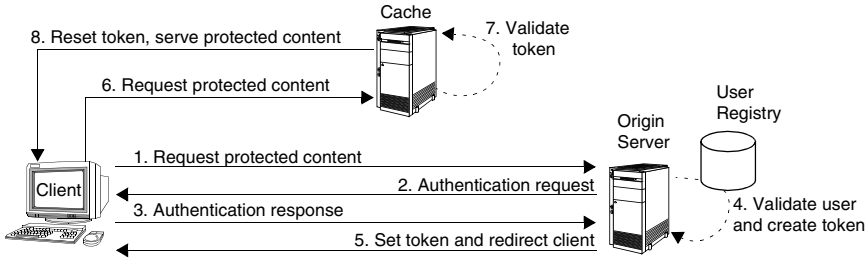 Cache
8. Reset token, serve protected content
7. Validate
token
6. Request protected content
User
Registry
Origin
Server
1. Request protected content
Client
2. Authentication request
3. Authentication response
4. Validate user
and create token
5. Set token and redirect client